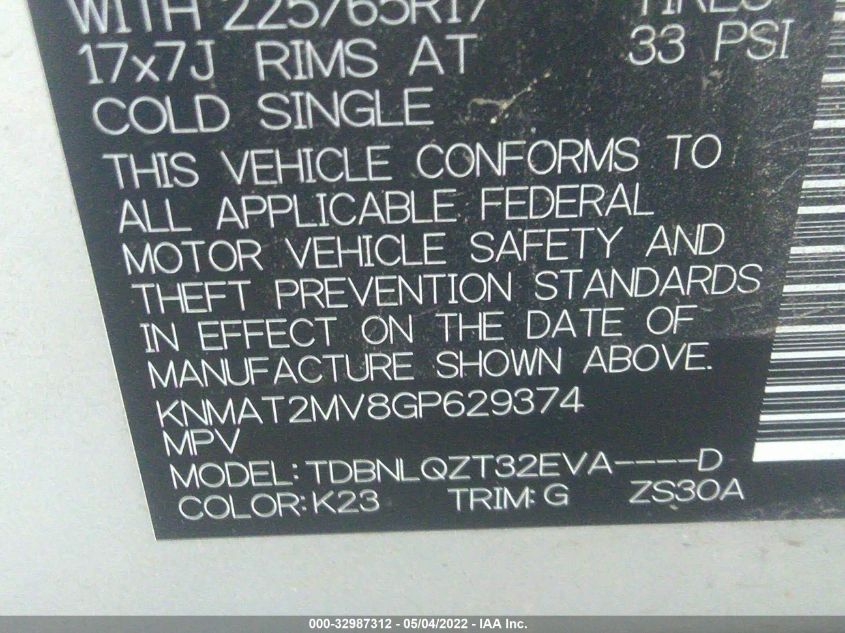 WITH 225/65R17 TIRES
17x7J RIMS AT 33 PSI
COLD SINGLE
THIS VEHICLE CONFORMS TO
ALL APPLICABLE FEDERAL
MOTOR VEHICLE SAFETY AND
THEFT PREVENTION STANDARDS
IN EFFECT ON THE DATE OF
MANUFACTURE SHOWN ABOVE.
KNMAT2MV8GP629374
MPV
MODEL:TDBNLQZT32EVA----D
COLOR:K23 TRIM:G ZS30A
000-32987312 - 05/04/2022 - IAA Inc.